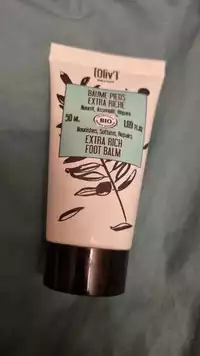 [Oliv']
BAUME PIEDS
EXTRA RICHE
Nourrit, Assouplit, Répare
50 ML.
BIO
1.69 FL.OZ.
Nourishes, Softens, Repairs
EXTRA RICH
FOOT BALM